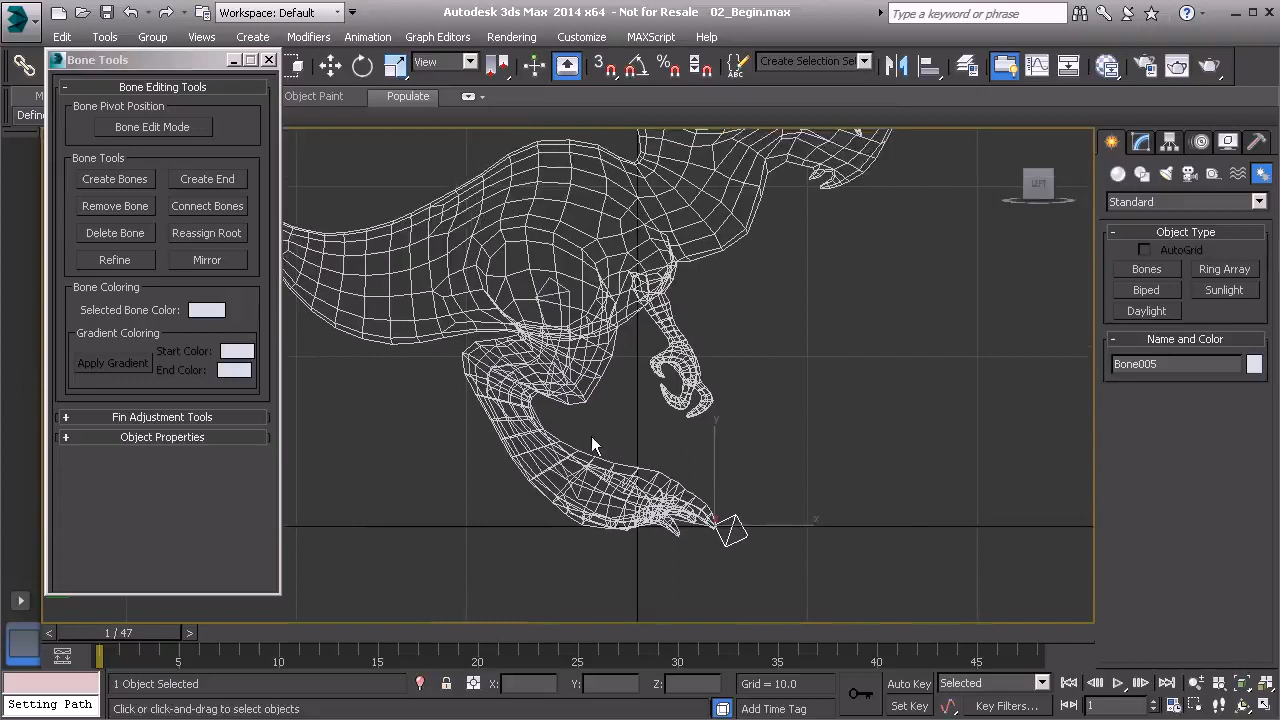 Workspace: Default
Autodesk 3ds Max 2014 x64 - Not for Resale 02_Begin.max
Type a keyword or phrase
Edit Tools Group Views Create Modifiers Animation Graph Editors Rendering Customize MAXScript Help
Bone Tools
View
Create Selection Se
Object Paint
Populate
Define
Bone Editing Tools
Bone Pivot Position
Bone Edit Mode
Bone Tools
Create Bones Create End
Remove Bone Connect Bones
Delete Bone Reassign Root
Refine Mirror
Bone Coloring
Selected Bone Color:
Gradient Coloring
Apply Gradient
Start Color:
End Color:
Fin Adjustment Tools
Object Properties
LEFT
y
x
Standard
Object Type
AutoGrid
Bones Ring Array
Biped Sunlight
Daylight
Name and Color
Bone005
1 / 47
5 10 15 20 25 30 35 40 45
1 Object Selected
X: Y: Z:
Grid = 10.0
Auto Key Selected
Setting Path
Click or click-and-drag to select objects
Add Time Tag
Set Key Key Filters...
1